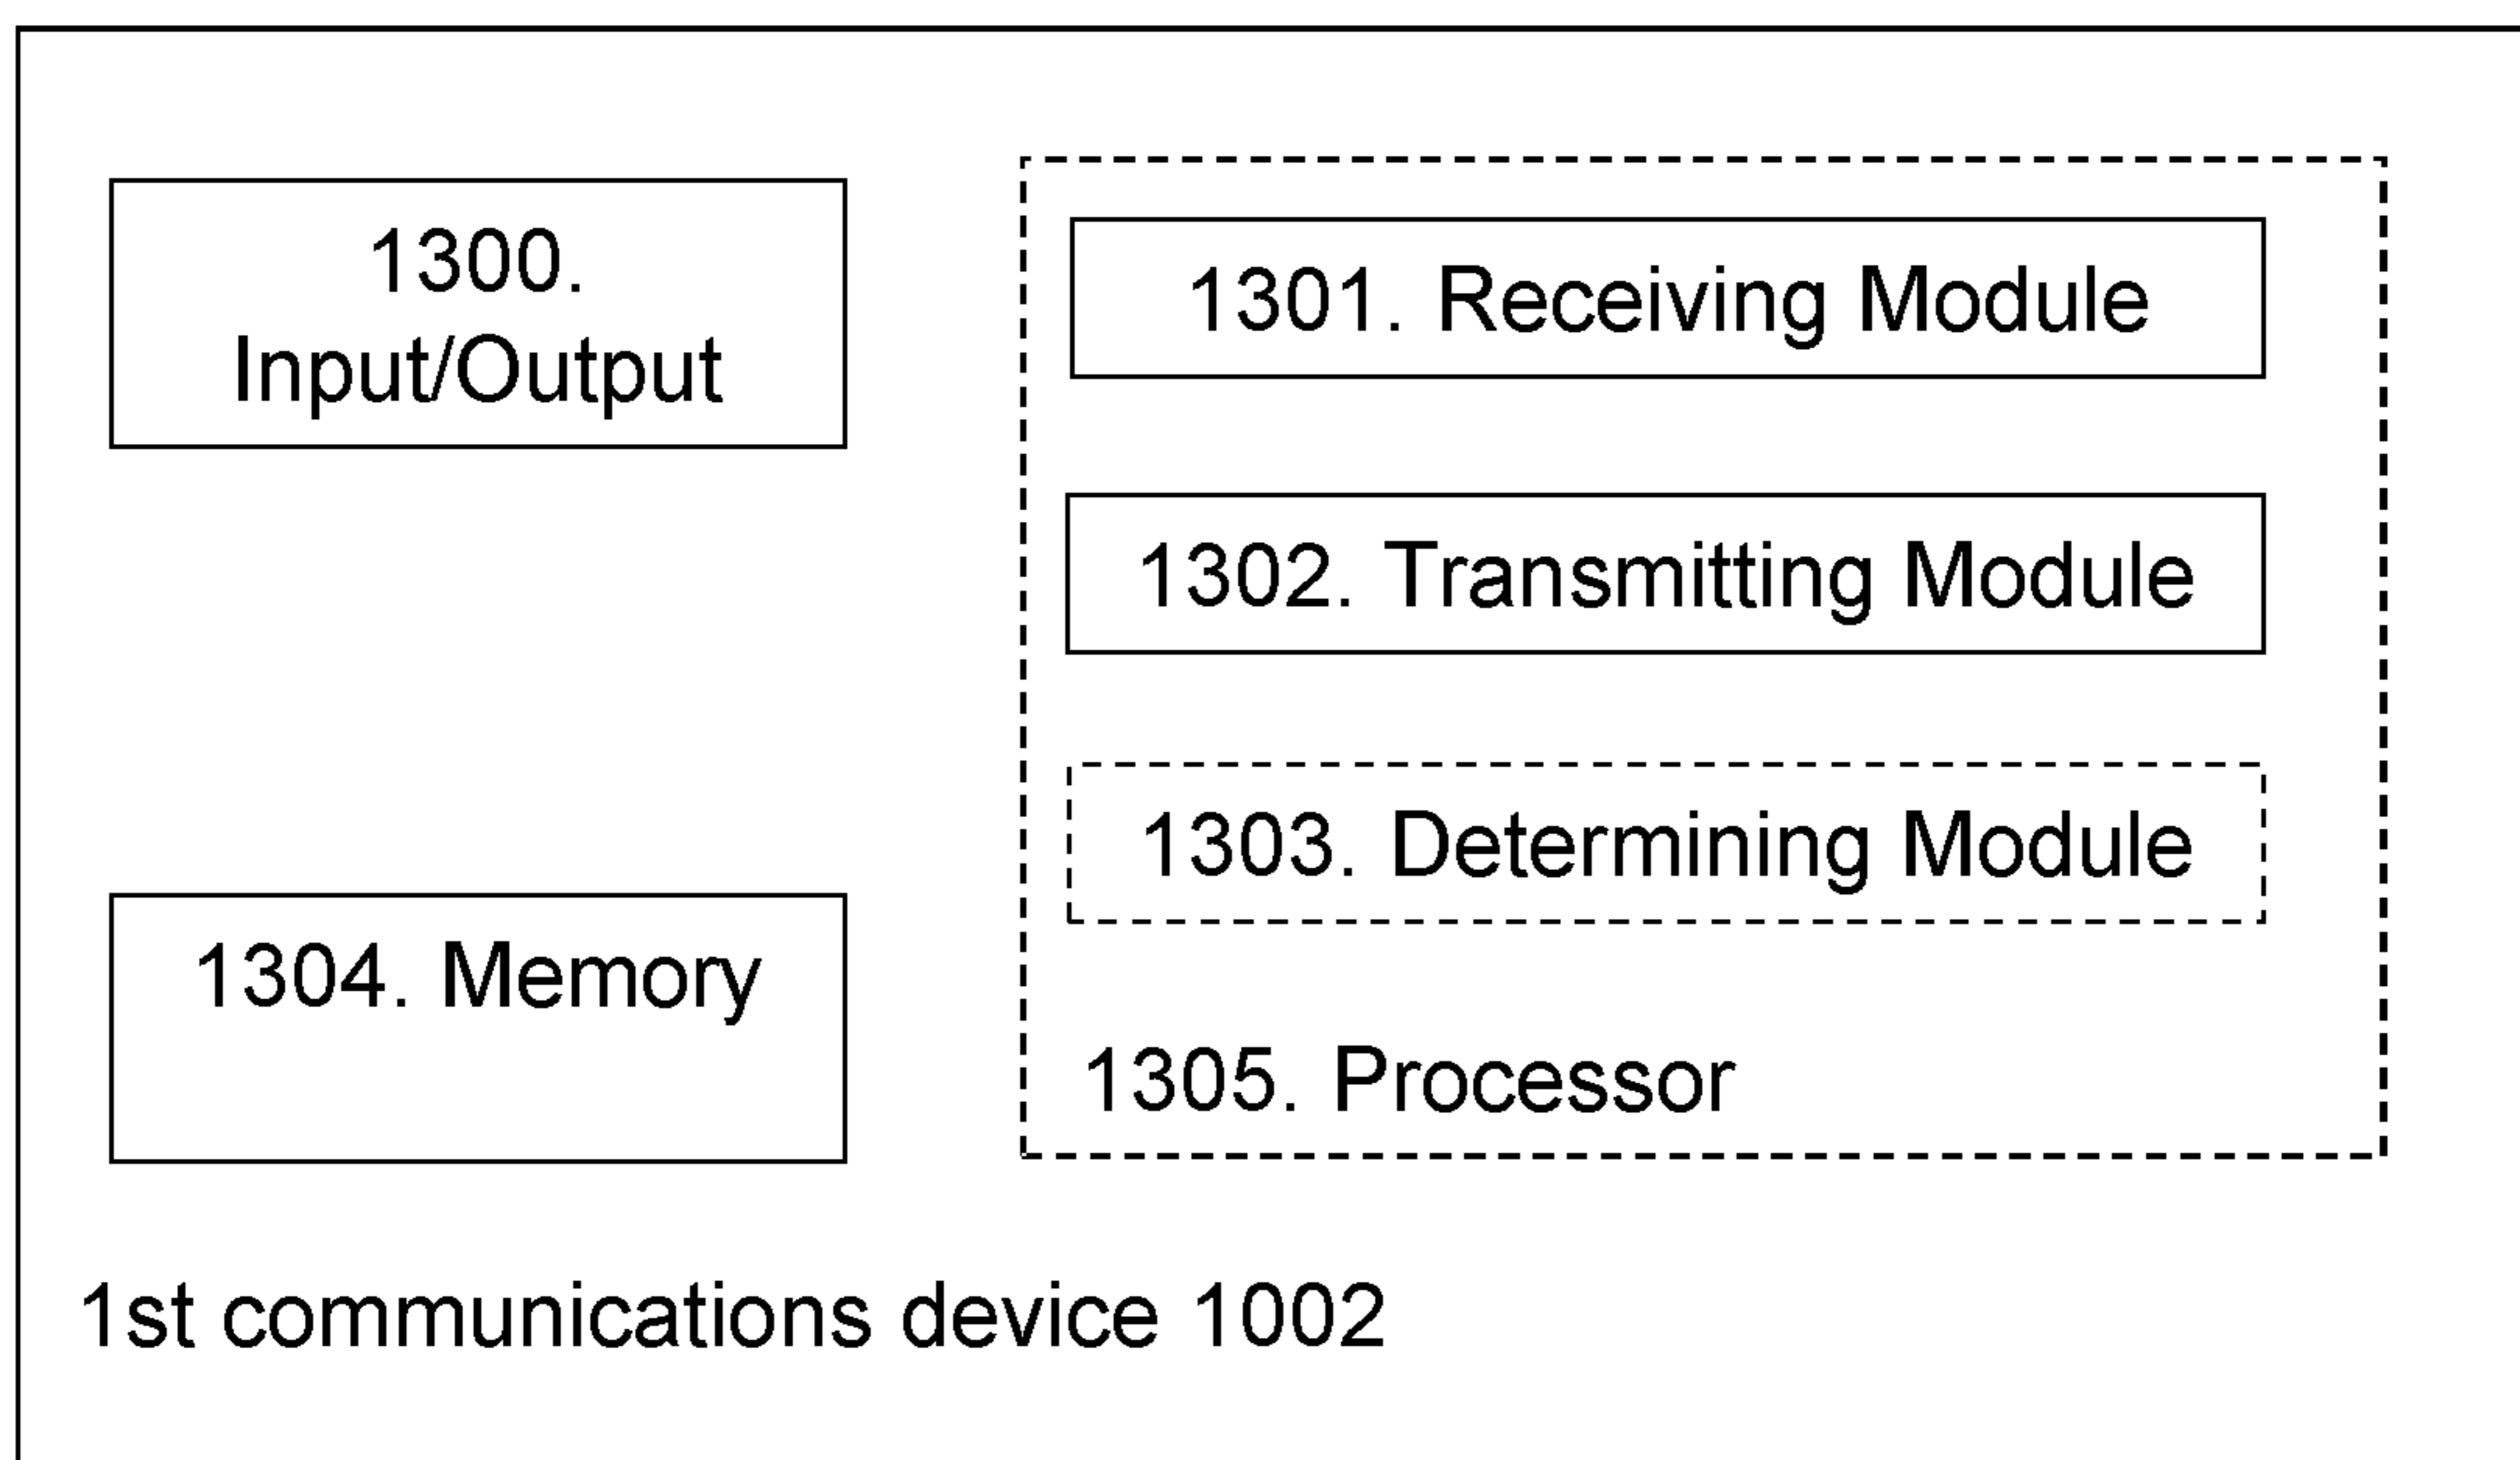 1300.
Input/Output
1301. Receiving Module
1302. Transmitting Module
1303. Determining Module
1304. Memory
1305. Processor
1st communications device 1002